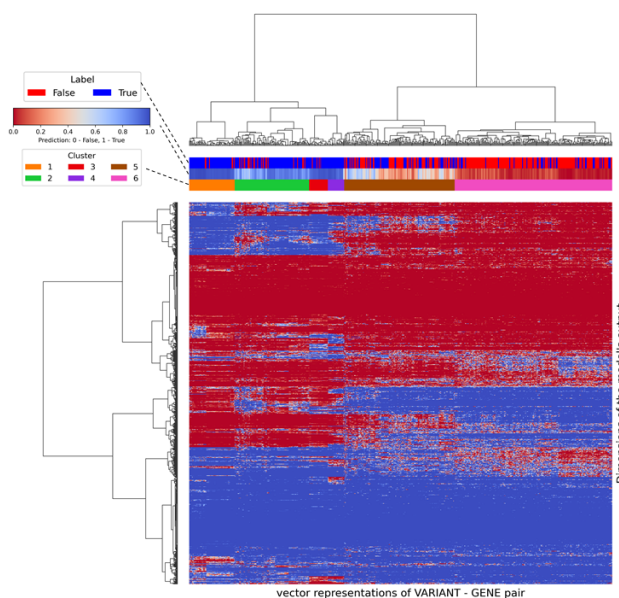 Label
False True
0.0 0.2 0.4 0.6 0.8 1.0
Prediction: 0 - False, 1 - True
Cluster
1 3 5
2 4 6
vector representations of VARIANT - GENE pair